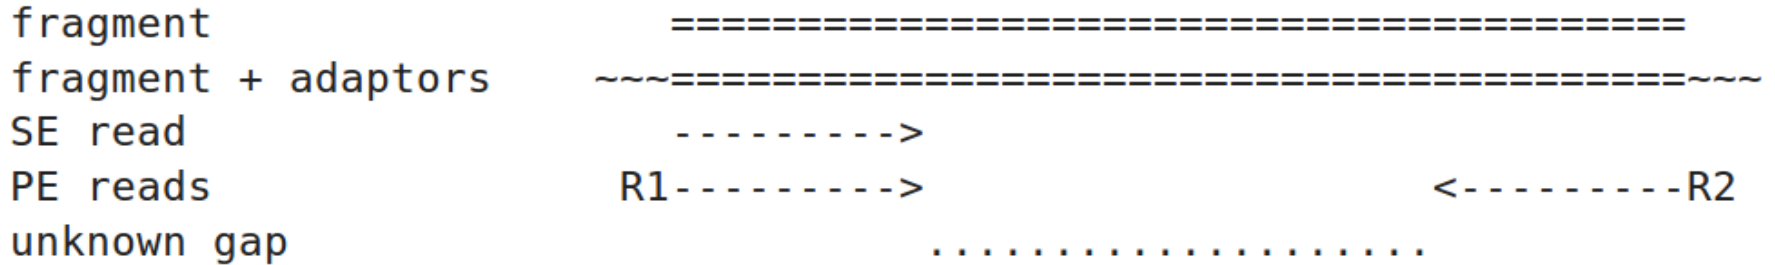 fragment                  ========================================
fragment + adaptors    ~~~========================================~~~
SE read                   --------->
PE reads                R1--------->                    <---------R2
unknown gap                         ....................